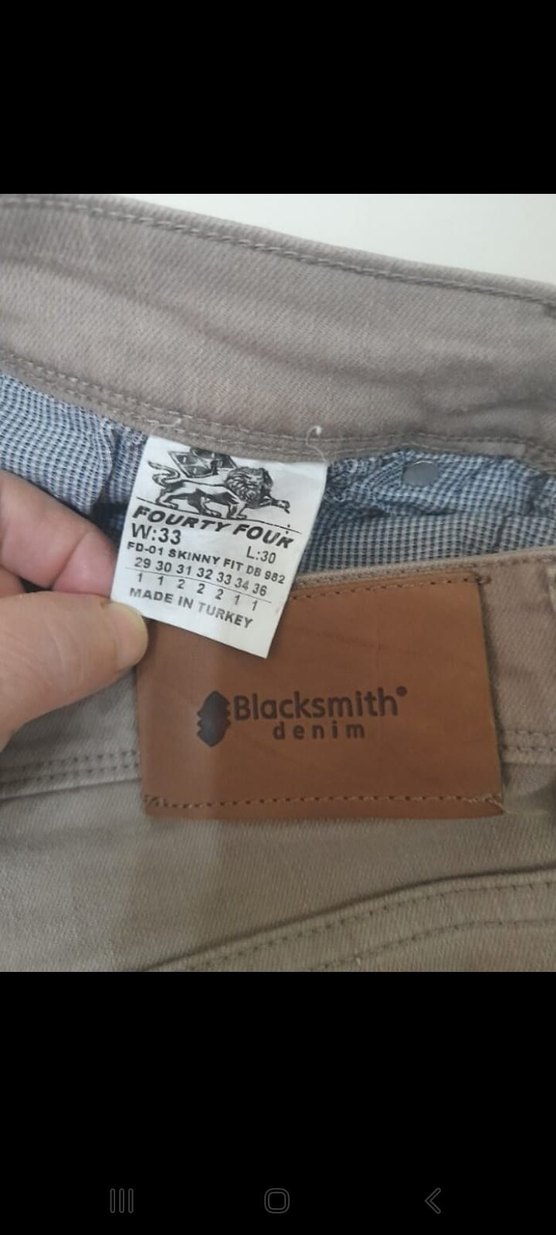 FOURTY FOUR
W:33 L:30
FD-01 SKINNY FIT DB 982
29 30 31 32 33 34 36
1 1 2 2 2 1 1
MADE IN TURKEY
Blacksmith®
denim